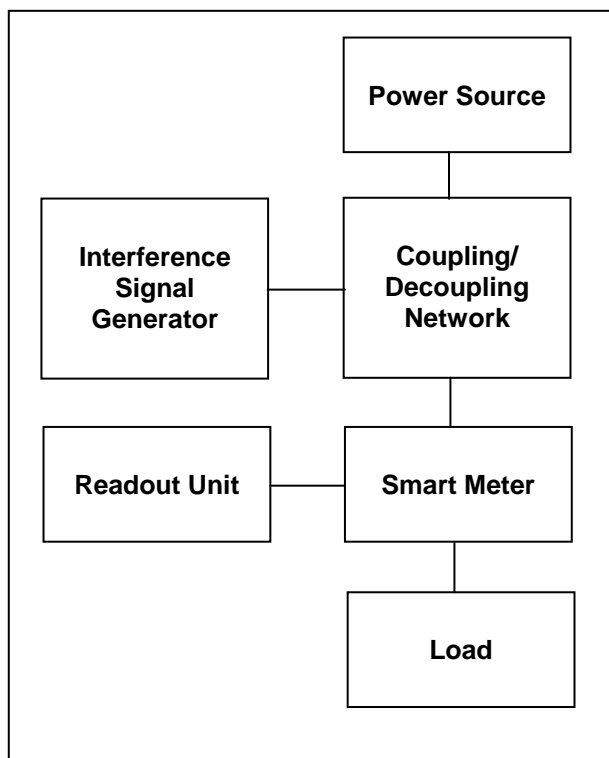 Power Source
Interference
Signal
Generator
Coupling/
Decoupling
Network
Readout Unit
Smart Meter
Load